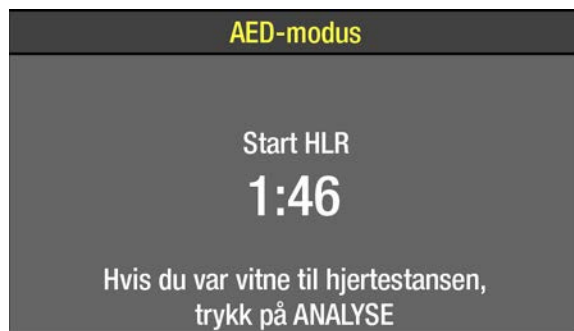 AED-modus
Start HLR
1:46
Hvis du var vitne til hjertestansen,
trykk på ANALYSE